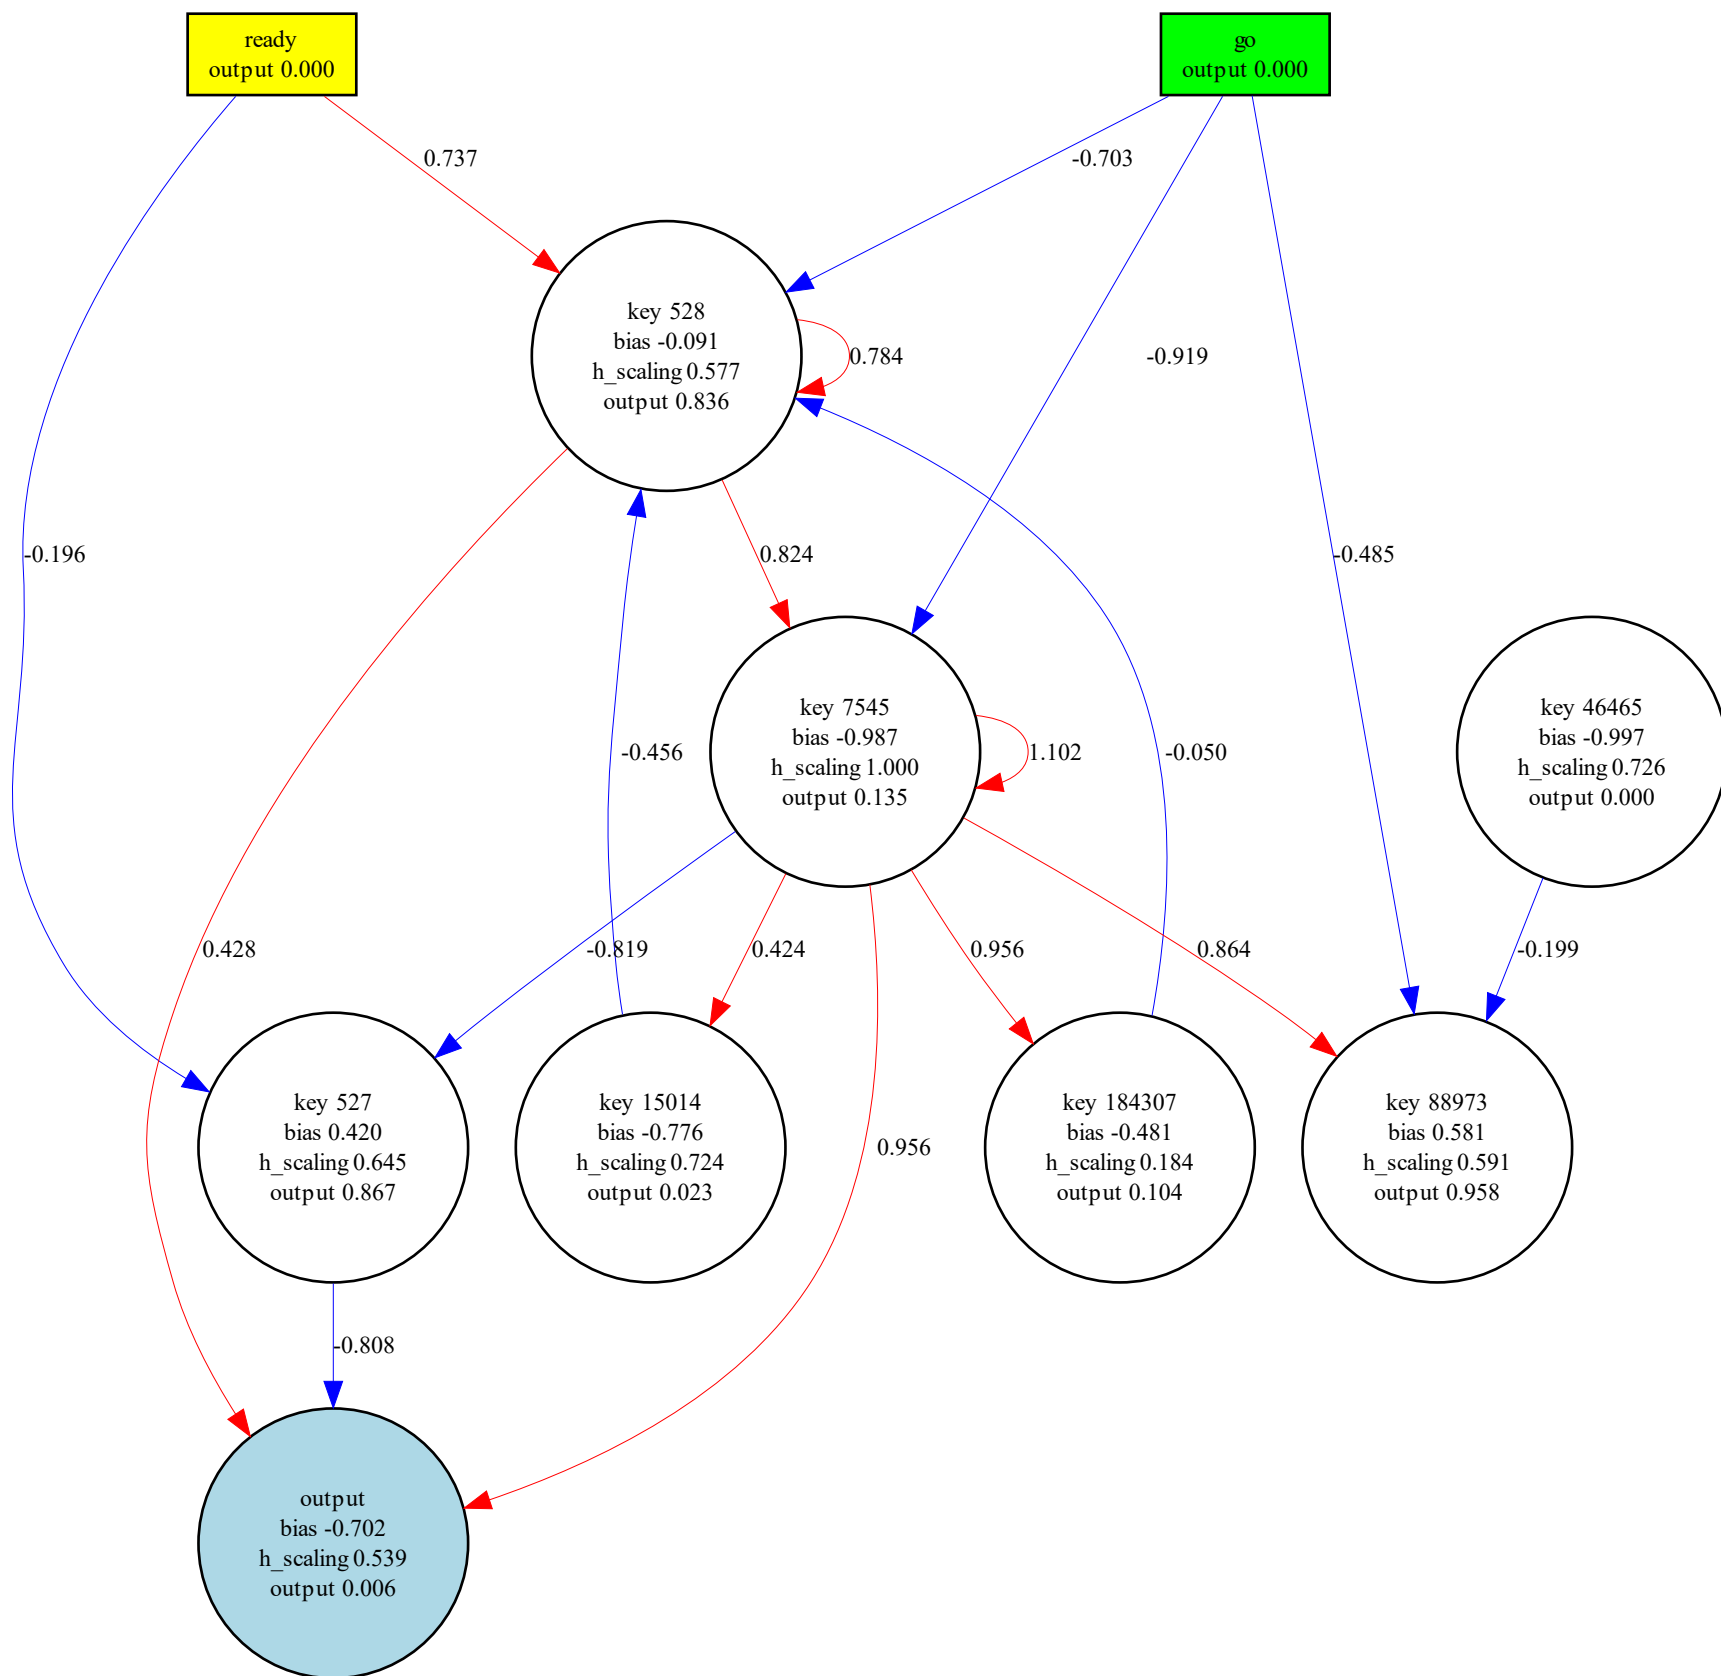 ready
output 0.000
go
output 0.000
0.737
-0.703
key 528
bias -0.091
h_scaling 0.577
output 0.836
0.784
-0.919
-0.196
0.824
-0.485
key 7545
bias -0.987
h_scaling 1.000
output 0.135
1.102
-0.456
-0.050
key 46465
bias -0.997
h_scaling 0.726
output 0.000
0.428
-0.819
0.424
0.956
0.864
-0.199
key 527
bias 0.420
h_scaling 0.645
output 0.867
key 15014
bias -0.776
h_scaling 0.724
output 0.023
0.956
key 184307
bias -0.481
h_scaling 0.184
output 0.104
key 88973
bias 0.581
h_scaling 0.591
output 0.958
-0.808
output
bias -0.702
h_scaling 0.539
output 0.006